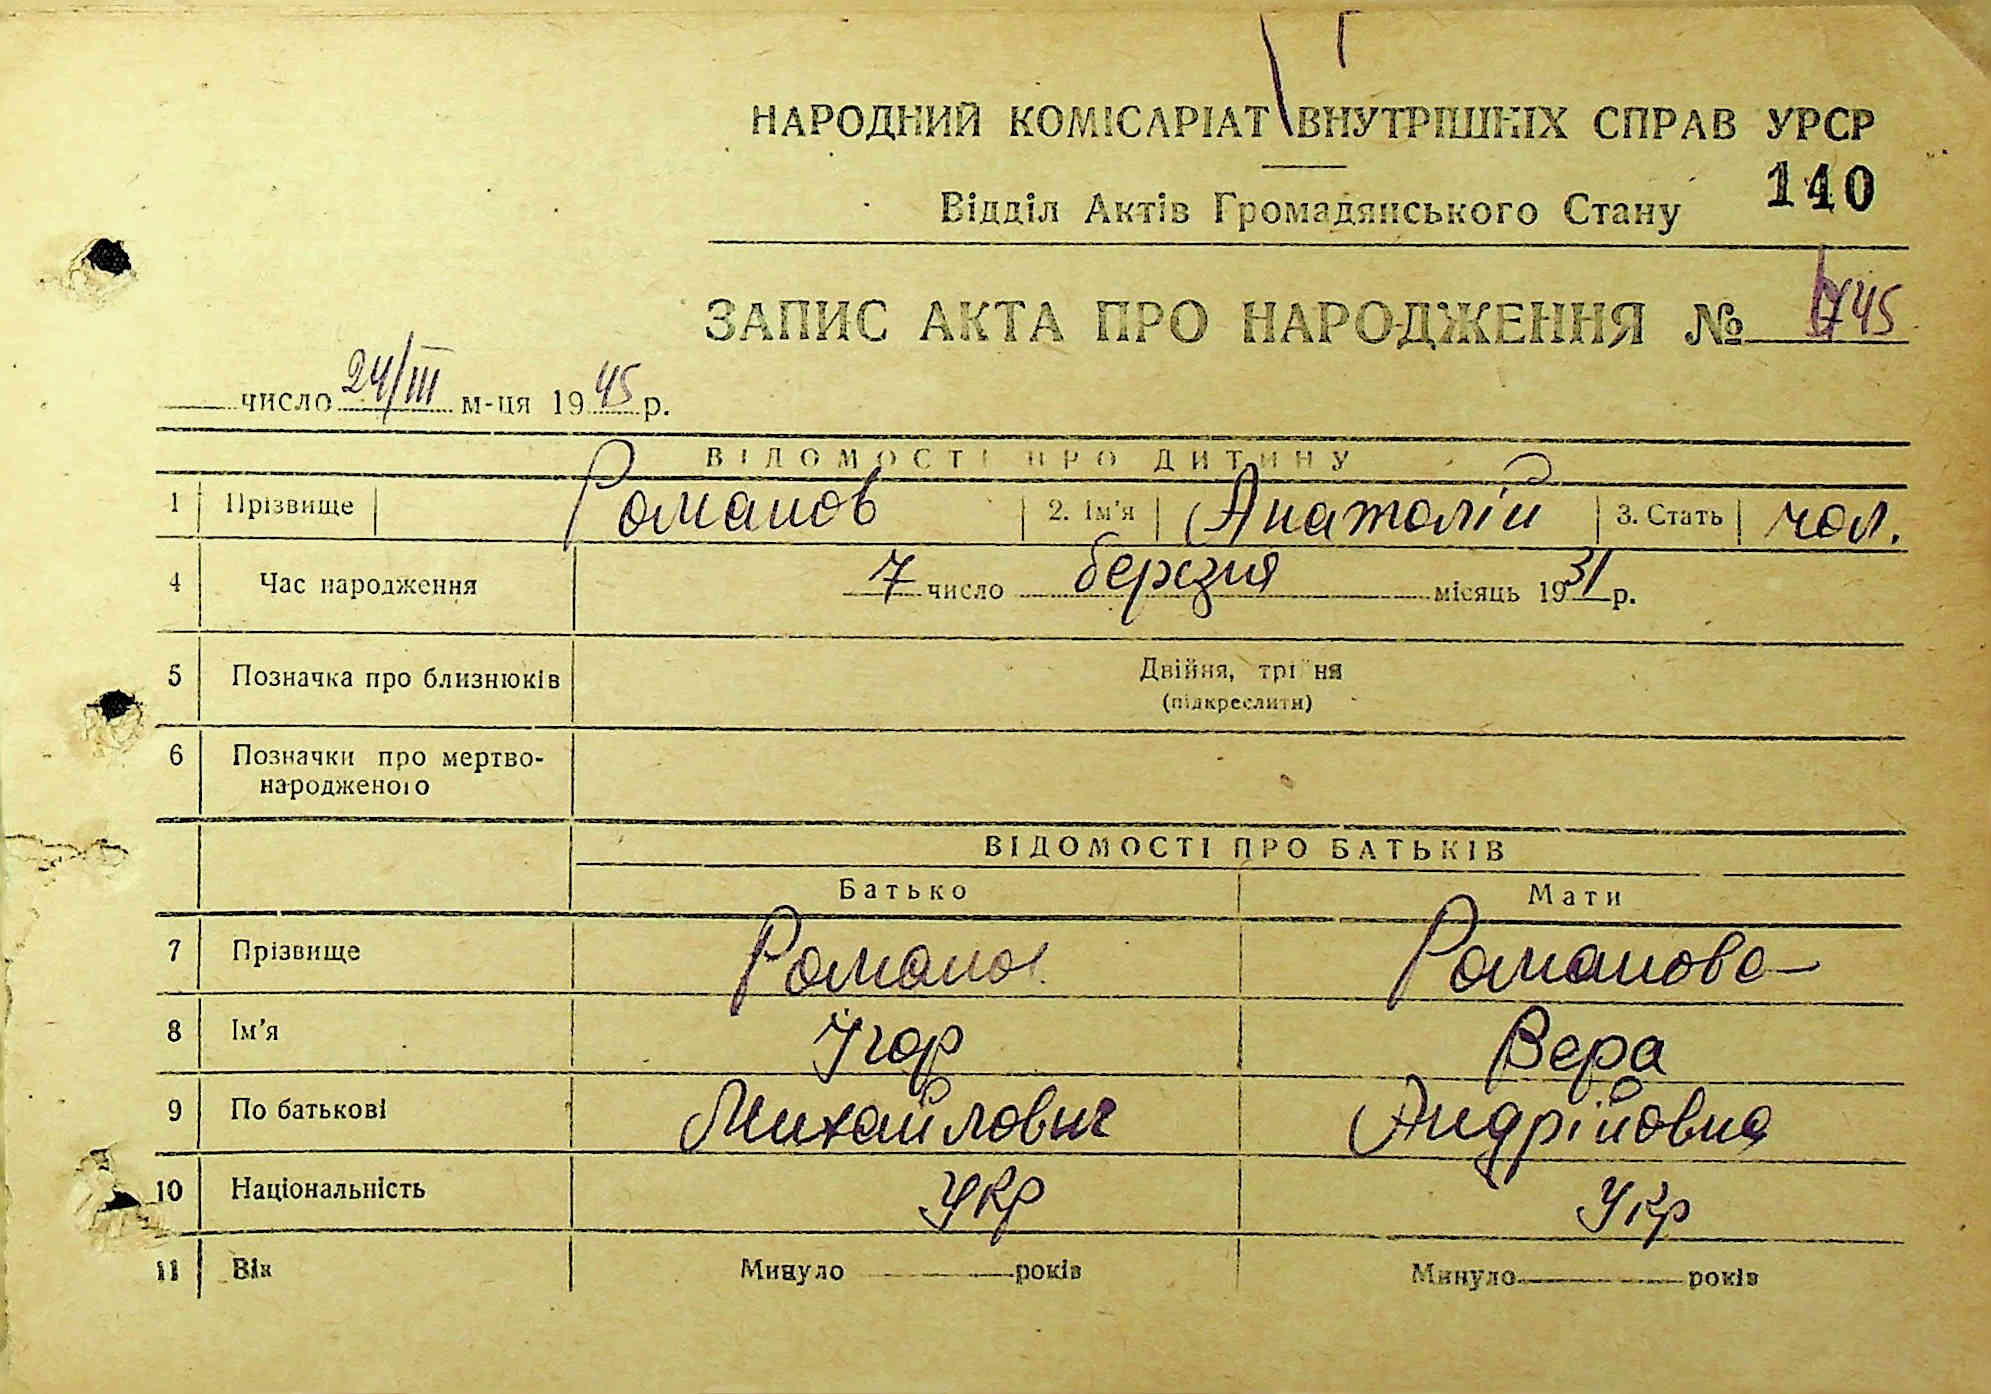 НАРОДНИЙ КОМІСАРІАТ ВНУТРІШНІХ СПРАВ УРСР
140
Відділ Актів Громадянського Стану
ЗАПИС АКТА ПРО НАРОДЖЕННЯ № 745
число 24/III м-ця 1945 р.
ВІДОМОСТІ ПРО ДИТИНУ
1 Прізвище Романов 2. Ім'я Анатолій 3. Стать чол.
4 Час народження 7 число березня місяць 1931 р.
5 Позначка про близнюків Двійня, трійня
(підкреслити)
6 Позначки про мертво-
народженого
ВІДОМОСТІ ПРО БАТЬКІВ
Батько Мати
7 Прізвище Романов Романова
8 Ім'я Ігор Вера
9 По батькові Михайлович Андрійовна
10 Національність Укр Укр
11 Вік Минуло років Минуло років